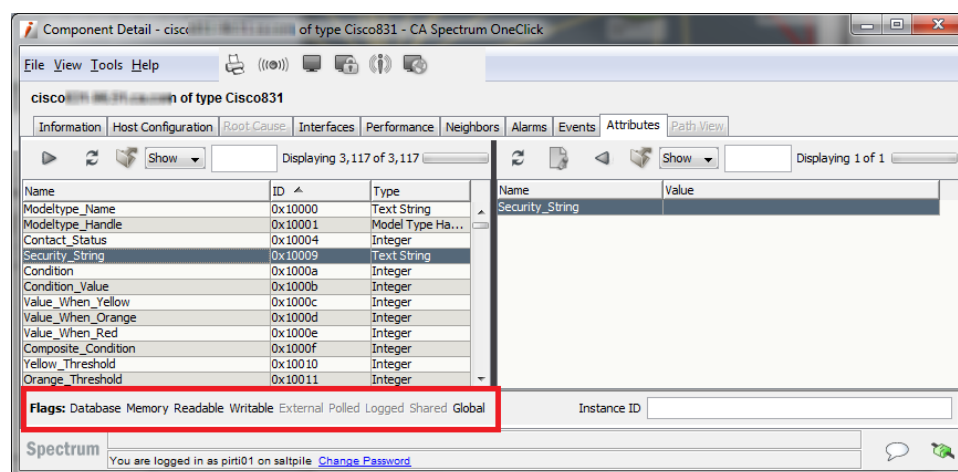 Component Detail - cisco of type Cisco831 - CA Spectrum OneClick
File View Tools Help
cisco n of type Cisco831
Information Host Configuration Root Cause Interfaces Performance Neighbors Alarms Events Attributes Path View
Show Displaying 3,117 of 3,117 Show Displaying 1 of 1
Name ID Type Name Value
Modeltype_Name 0x10000 Text String Security_String
Modeltype_Handle 0x10001 Model Type Ha...
Contact_Status 0x10004 Integer
Security_String 0x10009 Text String
Condition 0x1000a Integer
Condition_Value 0x1000b Integer
Value_When_Yellow 0x1000c Integer
Value_When_Orange 0x1000d Integer
Value_When_Red 0x1000e Integer
Composite_Condition 0x1000f Integer
Yellow_Threshold 0x10010 Integer
Orange_Threshold 0x10011 Integer
Flags: Database Memory Readable Writable External Polled Logged Shared Global Instance ID
Spectrum
You are logged in as pirti01 on saltpile Change Password